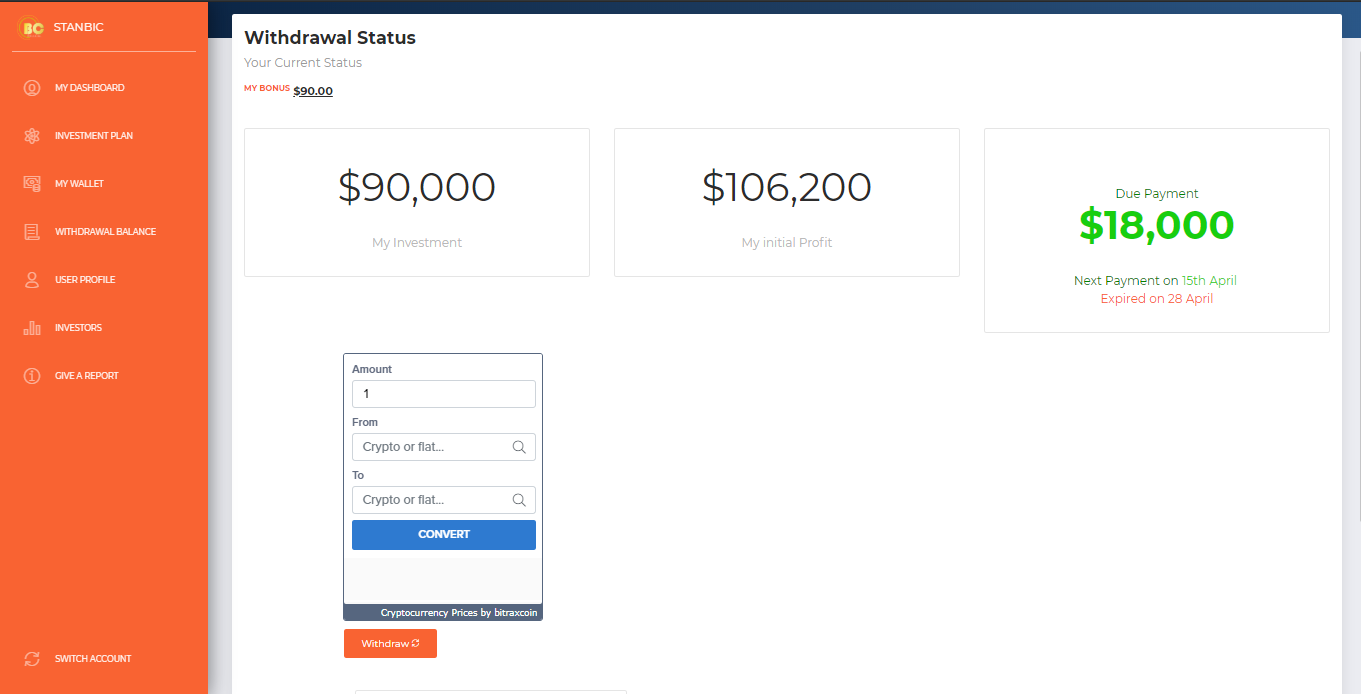 BC STANBIC
MY DASHBOARD
INVESTMENT PLAN
MY WALLET
WITHDRAWAL BALANCE
USER PROFILE
INVESTORS
GIVE A REPORT
SWITCH ACCOUNT
Withdrawal Status
Your Current Status
MY BONUS $90.00
$90,000
My Investment
$106,200
My initial Profit
Due Payment
$18,000
Next Payment on 15th April
Expired on 28 April
Amount
1
From
Crypto or fiat...
To
Crypto or fiat...
CONVERT
Cryptocurrency Prices by bitraxcoin
Withdraw